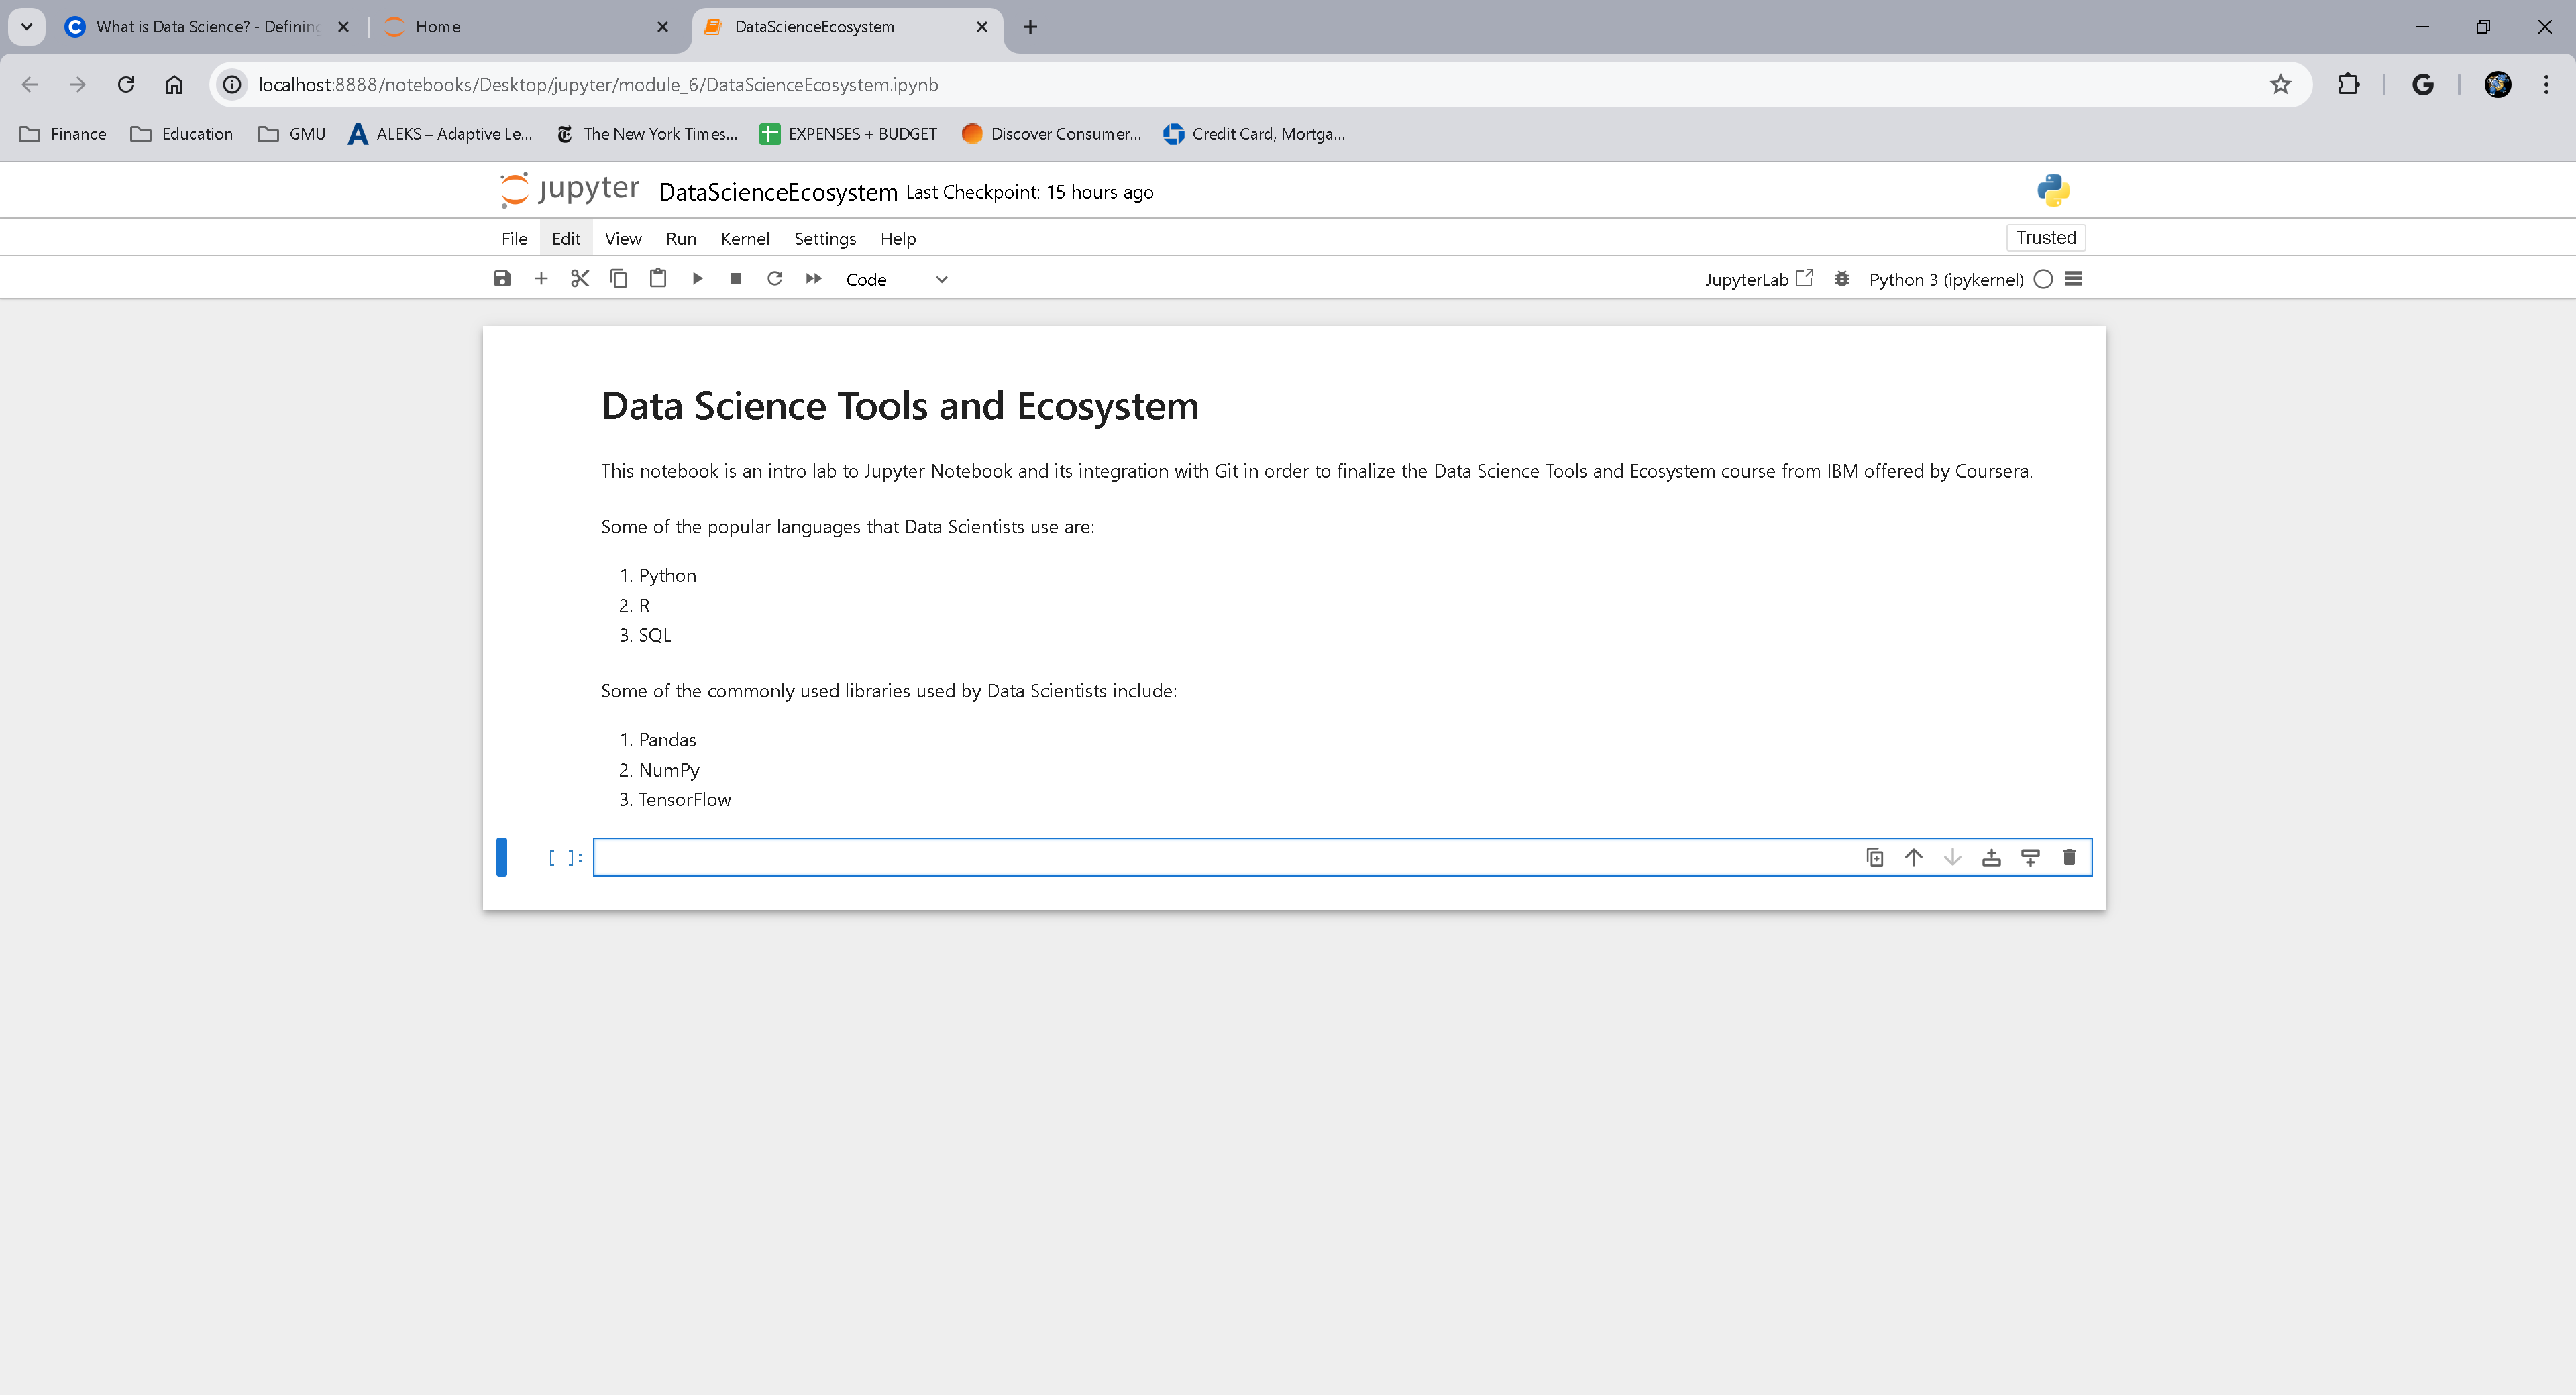 What is Data Science? - Defining
Home
DataScienceEcosystem
localhost:8888/notebooks/Desktop/jupyter/module_6/DataScienceEcosystem.ipynb
Finance Education GMU ALEKS – Adaptive Le... The New York Times... EXPENSES + BUDGET Discover Consumer... Credit Card, Mortga...
jupyter DataScienceEcosystem Last Checkpoint: 15 hours ago
File Edit View Run Kernel Settings Help Trusted
Code JupyterLab Python 3 (ipykernel)
Data Science Tools and Ecosystem
This notebook is an intro lab to Jupyter Notebook and its integration with Git in order to finalize the Data Science Tools and Ecosystem course from IBM offered by Coursera.
Some of the popular languages that Data Scientists use are:
1. Python
2. R
3. SQL
Some of the commonly used libraries used by Data Scientists include:
1. Pandas
2. NumPy
3. TensorFlow
[ ]: